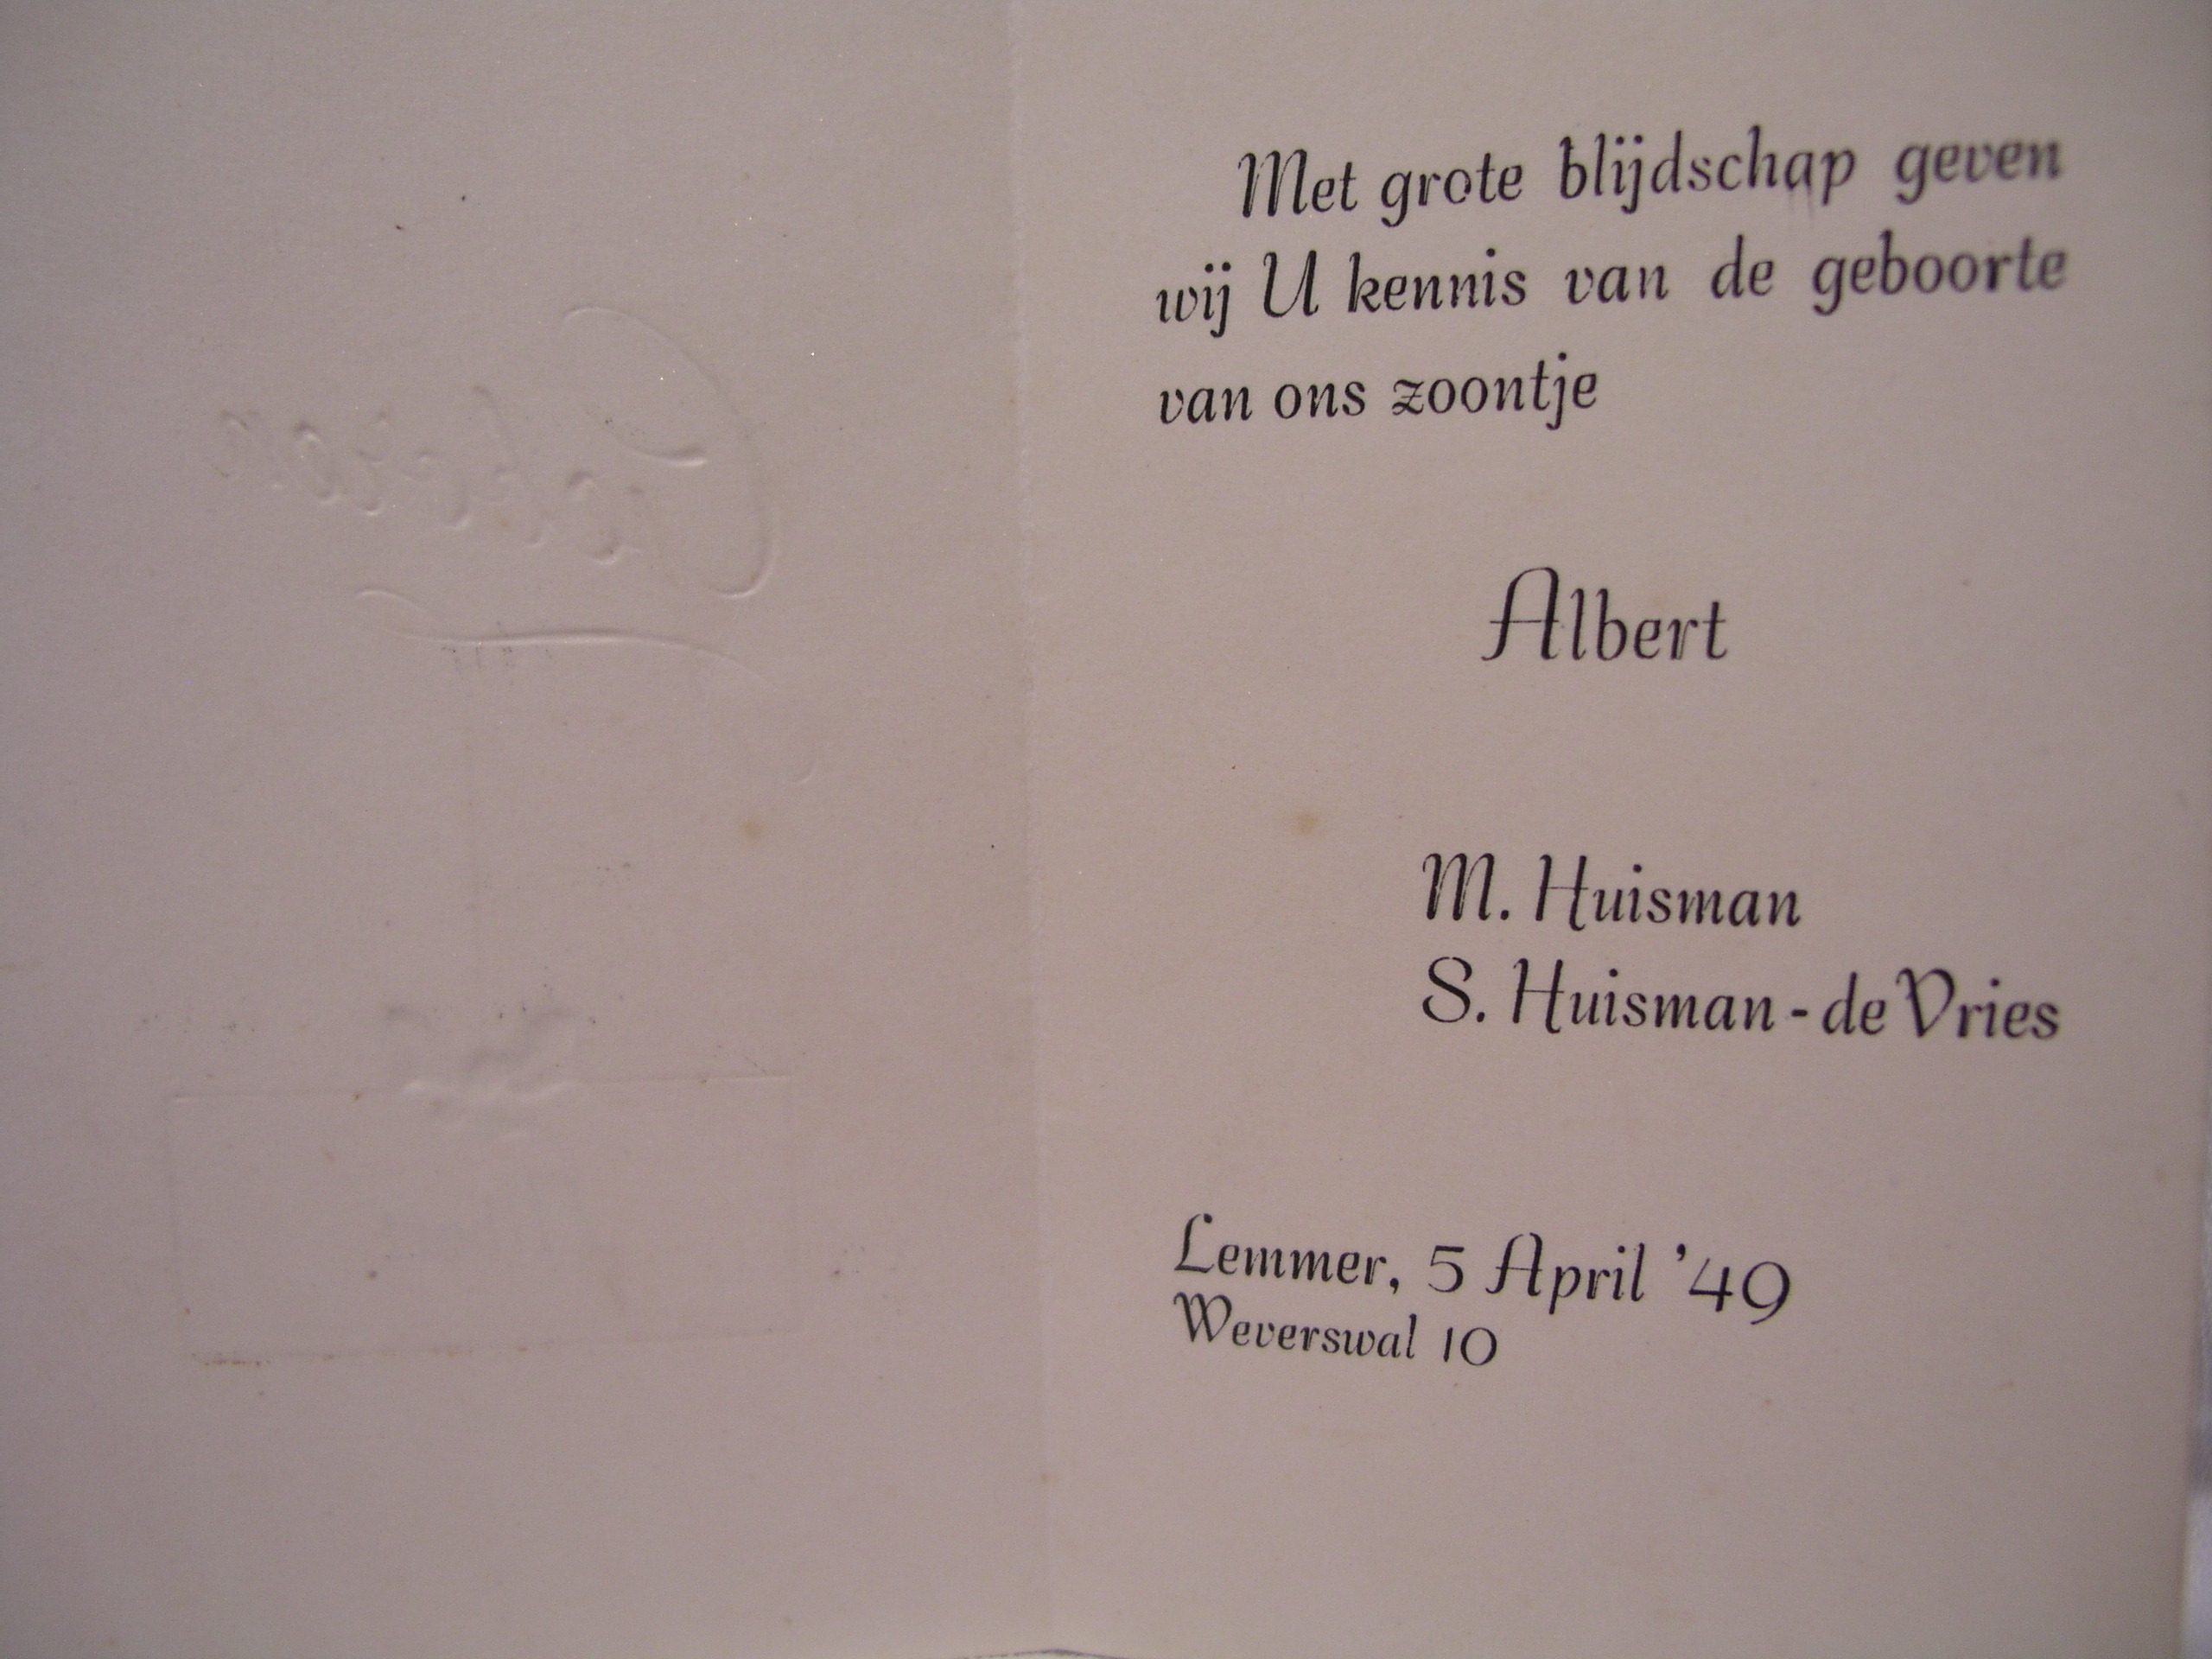 Geboren
Met grote blijdschap geven
wij U kennis van de geboorte
van ons zoontje
Albert
M. Huisman
S. Huisman - de Vries
Lemmer, 5 April '49
Weverswal 10